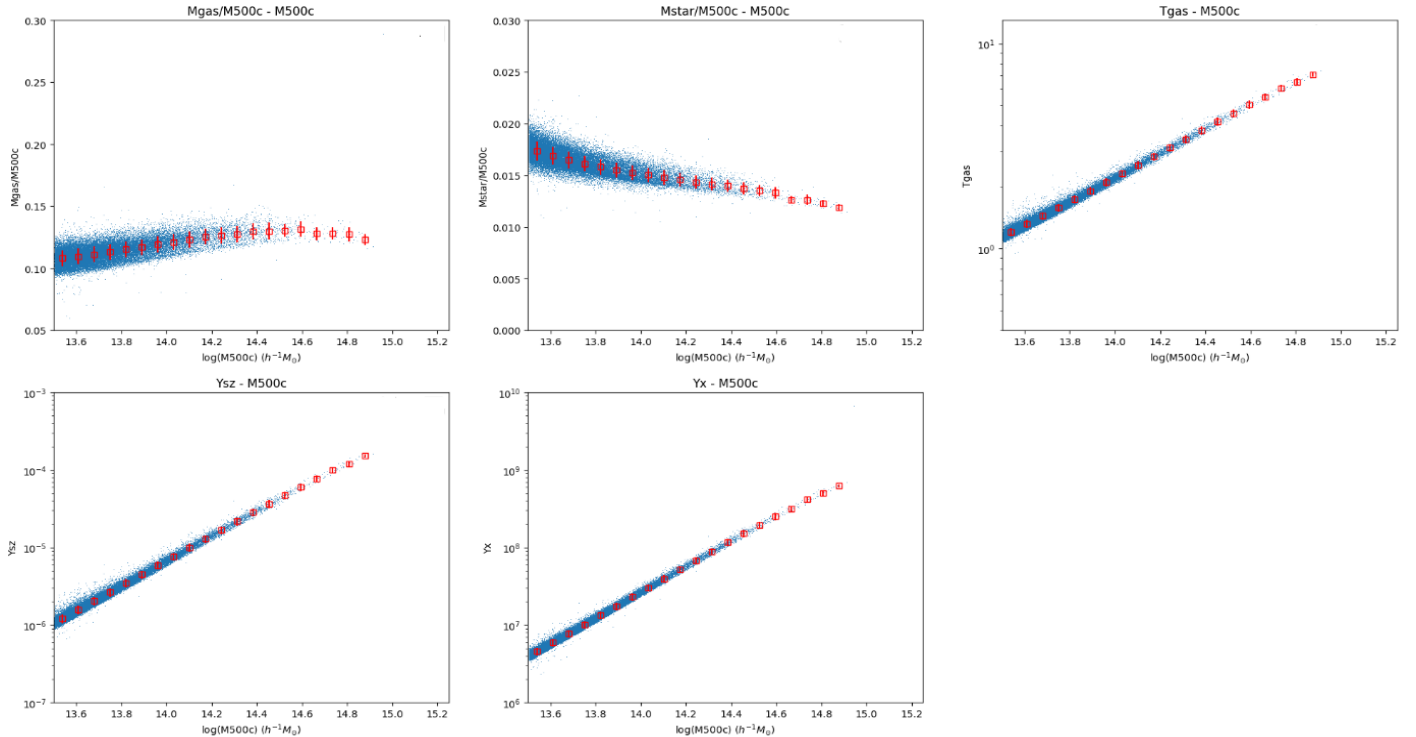 Mgas/M500c - M500c
0.30
0.25
0.20
0.15
0.10
0.05
Mgas/M500c
13.6 13.8 14.0 14.2 14.4 14.6 14.8 15.0 15.2
log(M500c) (h⁻¹M₀)
Mstar/M500c - M500c
0.030
0.025
0.020
0.015
0.010
0.005
0.000
Mstar/M500c
13.6 13.8 14.0 14.2 14.4 14.6 14.8 15.0 15.2
log(M500c) (h⁻¹M₀)
Tgas - M500c
10¹
10⁰
Tgas
13.6 13.8 14.0 14.2 14.4 14.6 14.8 15.0 15.2
log(M500c) (h⁻¹M₀)
Ysz - M500c
10⁻³
10⁻⁴
10⁻⁵
10⁻⁶
10⁻⁷
Ysz
13.6 13.8 14.0 14.2 14.4 14.6 14.8 15.0 15.2
log(M500c) (h⁻¹M₀)
Yx - M500c
10¹⁰
10⁹
10⁸
10⁷
10⁶
Yx
13.6 13.8 14.0 14.2 14.4 14.6 14.8 15.0 15.2
log(M500c) (h⁻¹M₀)